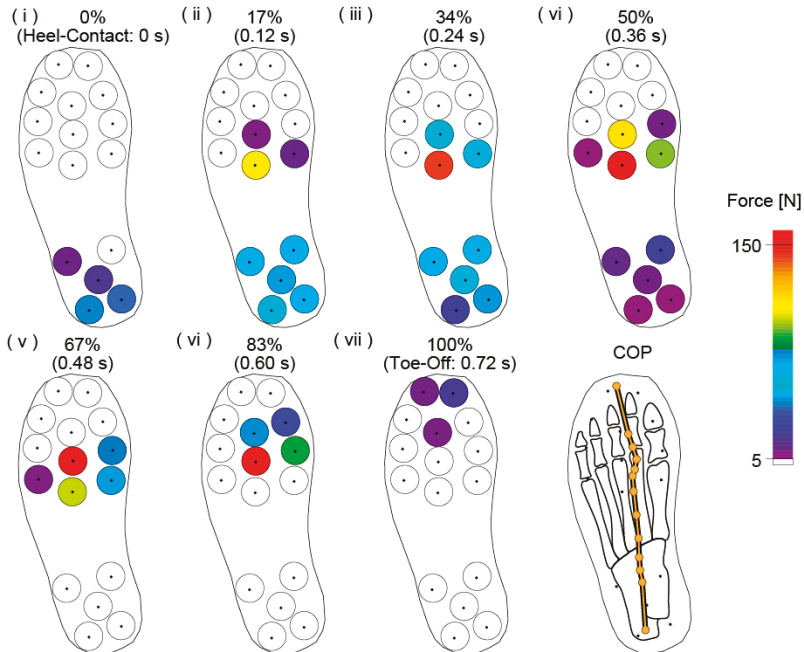 ( i )
0%
(Heel-Contact: 0 s)
( ii )
17%
(0.12 s)
( iii )
34%
(0.24 s)
( vi )
50%
(0.36 s)
Force [N]
150
5
( v )
67%
(0.48 s)
( vi )
83%
(0.60 s)
( vii )
100%
(Toe-Off: 0.72 s)
COP